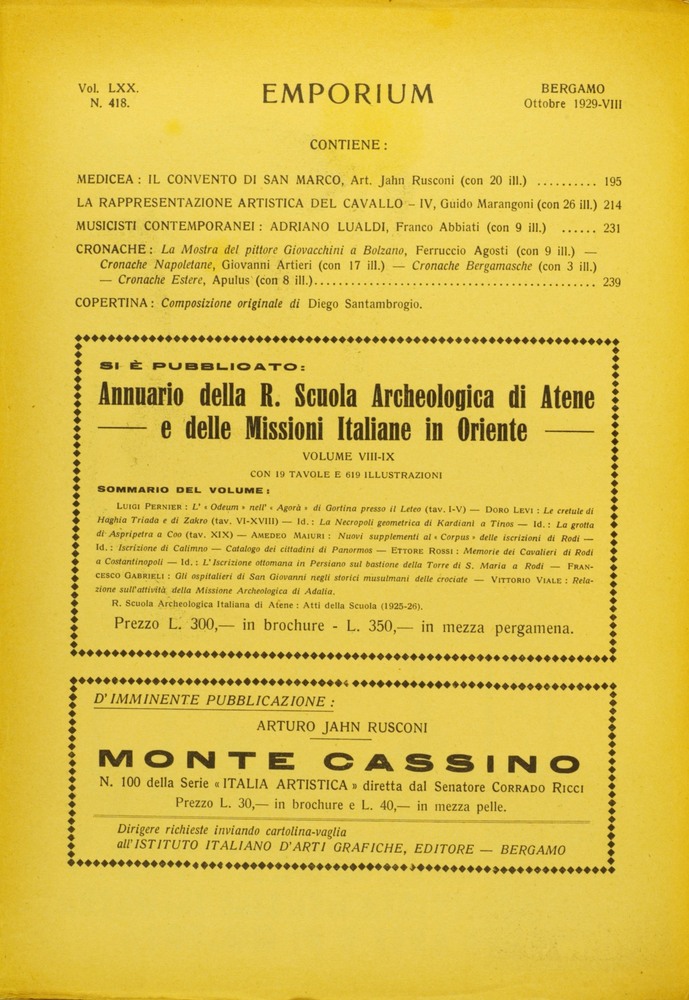 Vol. LXX.
N. 418.
EMPORIUM
BERGAMO
Ottobre 1929-VIII
CONTIENE:
MEDICEA: IL CONVENTO DI SAN MARCO, Art. Jahn Rusconi (con 20 ill.) .......... 195
LA RAPPRESENTAZIONE ARTISTICA DEL CAVALLO – IV, Guido Marangoni (con 26 ill.) 214
MUSICISTI CONTEMPORANEI: ADRIANO LUALDI, Franco Abbiati (con 9 ill.) ...... 231
CRONACHE: La Mostra del pittore Giovacchini a Bolzano, Ferruccio Agosti (con 9 ill.) —
Cronache Napoletane, Giovanni Artieri (con 17 ill.) — Cronache Bergamasche (con 3 ill.)
— Cronache Estere, Apulus (con 8 ill.)............................................. 239
COPERTINA: Composizione originale di Diego Santambrogio.
SI È PUBBLICATO:
Annuario della R. Scuola Archeologica di Atene
— e delle Missioni Italiane in Oriente —
VOLUME VIII-IX
CON 19 TAVOLE E 619 ILLUSTRAZIONI
SOMMARIO DEL VOLUME:
LUIGI PERNIER: L' « Odeum » nell' « Agorà » di Gortina presso il Leteo (tav. I-V) — DORO LEVI: Le cretule di
Haghia Triada e di Zakro (tav. VI-XVIII) — Id.: La Necropoli geometrica di Kardiani a Tinos — Id.: La grotta
di Aspripetra a Coo (tav. XIX) — AMEDEO MAIURI: Nuovi supplementi al « Corpus » delle iscrizioni di Rodi —
Id.: Iscrizione di Calimno — Catalogo dei cittadini di Panormos — ETTORE ROSSI: Memorie dei Cavalieri di Rodi
a Costantinopoli — Id.: L'Iscrizione ottomana in Persiano sul bastione della Torre di S. Maria a Rodi — FRAN-
CESCO GABRIELI: Gli ospitalieri di San Giovanni negli storici musulmani delle crociate — VITTORIO VIALE: Rela-
zione sull'attività della Missione Archeologica di Adalia.
R. Scuola Archeologica Italiana di Atene: Atti della Scuola (1925-26).
Prezzo L. 300,— in brochure - L. 350,— in mezza pergamena.
D'IMMINENTE PUBBLICAZIONE:
ARTURO JAHN RUSCONI
MONTE CASSINO
N. 100 della Serie « ITALIA ARTISTICA » diretta dal Senatore CORRADO RICCI
Prezzo L. 30,— in brochure e L. 40,— in mezza pelle.
Dirigere richieste inviando cartolina-vaglia
all'ISTITUTO ITALIANO D'ARTI GRAFICHE, EDITORE — BERGAMO